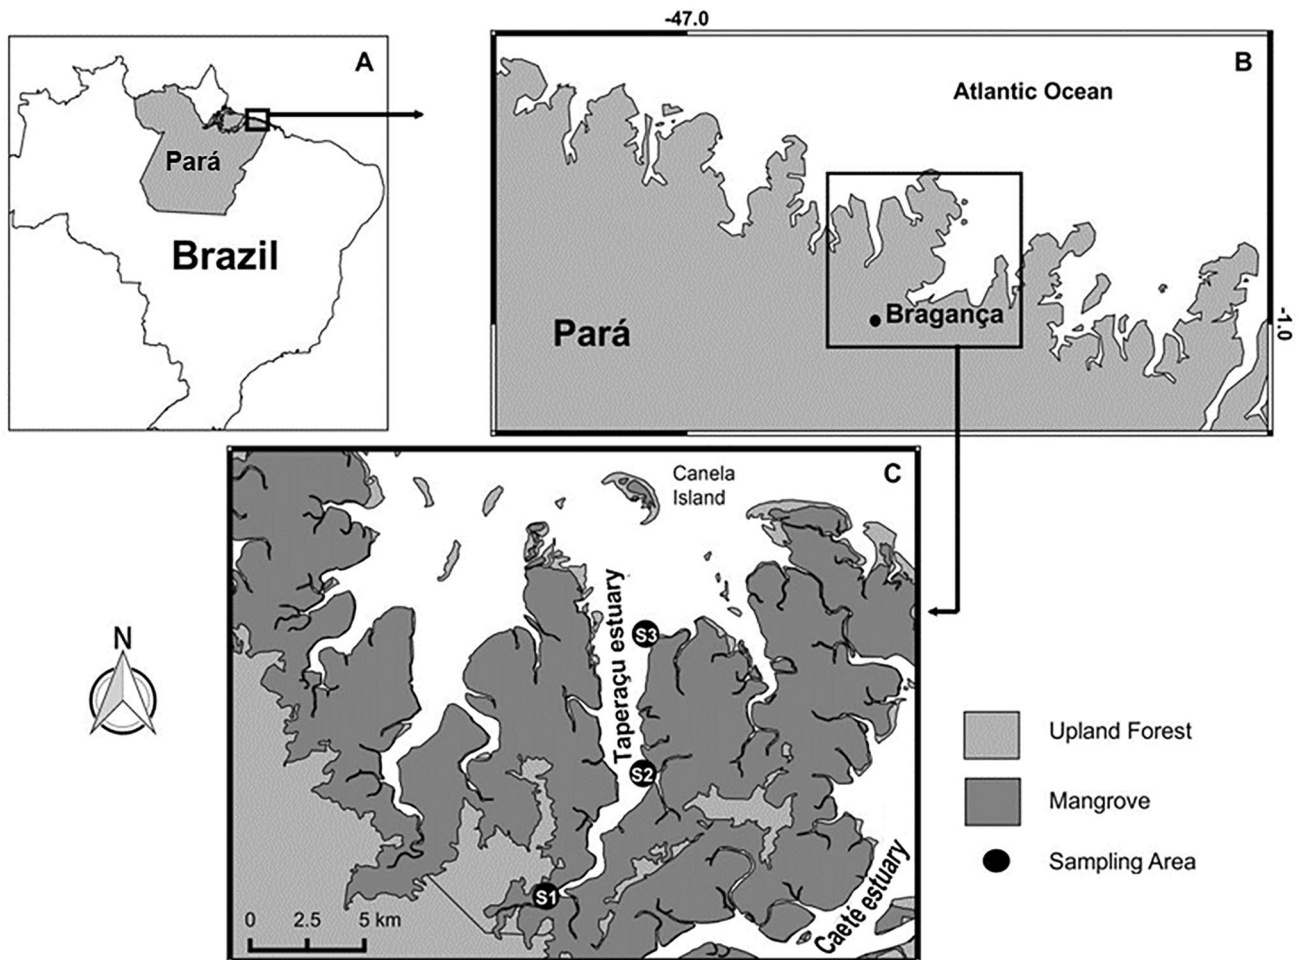 A
Pará
Brazil
-47.0
B
Atlantic Ocean
-1.0
Bragança
Pará
C
Canela
Island
Taperaçu estuary
S3
S2
S1
Caeté estuary
0 2.5 5 km
N
Upland Forest
Mangrove
Sampling Area